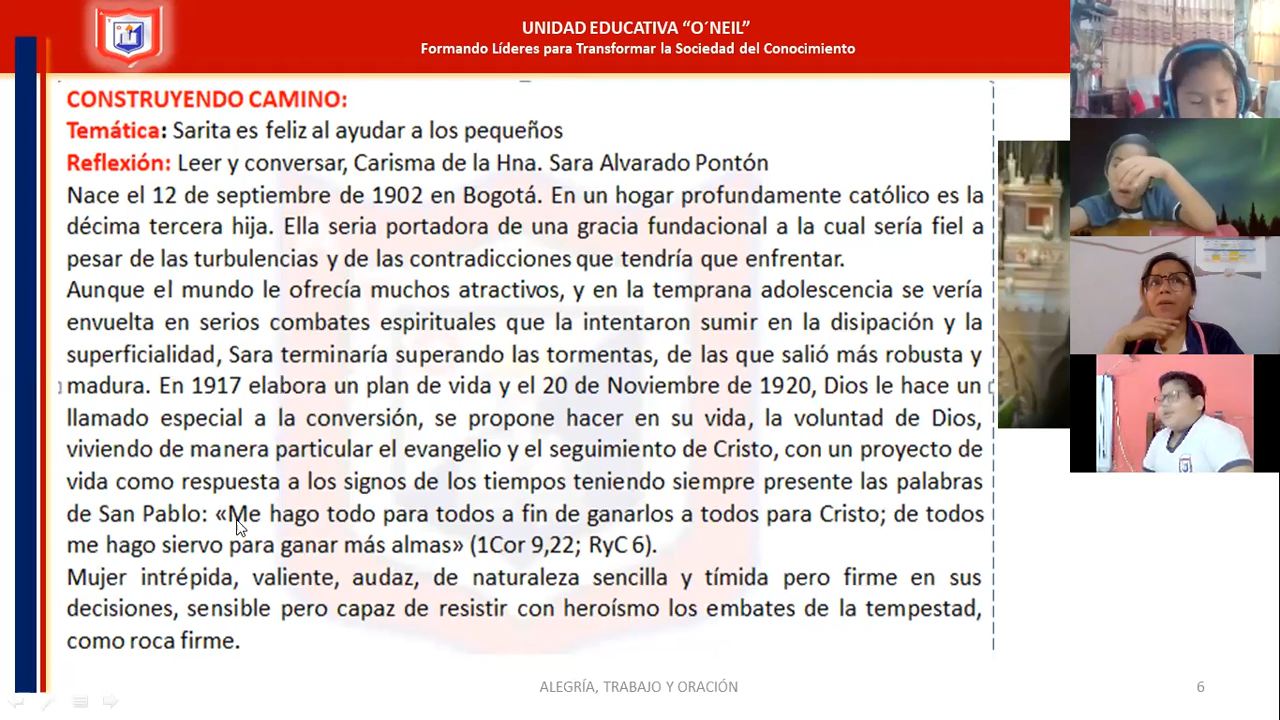 UNIDAD EDUCATIVA “O´NEIL”
Formando Líderes para Transformar la Sociedad del Conocimiento
CONSTRUYENDO CAMINO:
Temática: Sarita es feliz al ayudar a los pequeños
Reflexión: Leer y conversar, Carisma de la Hna. Sara Alvarado Pontón
Nace el 12 de septiembre de 1902 en Bogotá. En un hogar profundamente católico es la
décima tercera hija. Ella seria portadora de una gracia fundacional a la cual sería fiel a
pesar de las turbulencias y de las contradicciones que tendría que enfrentar.
Aunque el mundo le ofrecía muchos atractivos, y en la temprana adolescencia se vería
envuelta en serios combates espirituales que la intentaron sumir en la disipación y la
superficialidad, Sara terminaría superando las tormentas, de las que salió más robusta y
madura. En 1917 elabora un plan de vida y el 20 de Noviembre de 1920, Dios le hace un
llamado especial a la conversión, se propone hacer en su vida, la voluntad de Dios,
viviendo de manera particular el evangelio y el seguimiento de Cristo, con un proyecto de
vida como respuesta a los signos de los tiempos teniendo siempre presente las palabras
de San Pablo: «Me hago todo para todos a fin de ganarlos a todos para Cristo; de todos
me hago siervo para ganar más almas» (1Cor 9,22; RyC 6).
Mujer intrépida, valiente, audaz, de naturaleza sencilla y tímida pero firme en sus
decisiones, sensible pero capaz de resistir con heroísmo los embates de la tempestad,
como roca firme.
ALEGRÍA, TRABAJO Y ORACIÓN
6